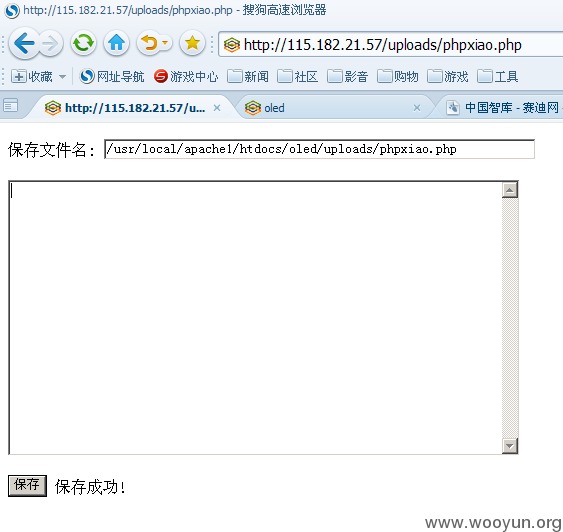 http://115.182.21.57/uploads/phpxiao.php - 搜狗高速浏览器
http://115.182.21.57/uploads/phpxiao.php
收藏 网址导航 游戏中心 新闻 社区 影音 购物 游戏 工具
http://115.182.21.57/u... oled 中国智库 - 赛迪网
保存文件名: /usr/local/apache1/htdocs/oled/uploads/phpxiao.php
保存 保存成功!
www.wooyun.org